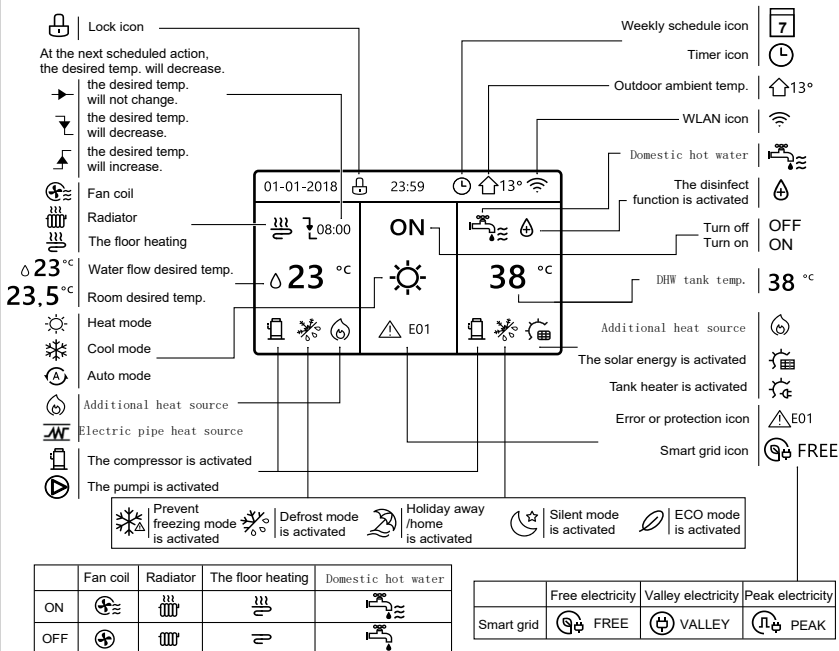 Lock icon
At the next scheduled action,
the desired temp. will decrease.
the desired temp.
will not change.
the desired temp.
will decrease.
the desired temp.
will increase.
Fan coil
Radiator
The floor heating
23 °C
Water flow desired temp.
23.5 °C
Room desired temp.
Heat mode
Cool mode
A
Auto mode
Additional heat source
Electric pipe heat source
The compressor is activated
The pumpi is activated
01-01-2018
23:59
13°
08:00
ON
23 °C
38 °C
E01
Weekly schedule icon
7
Timer icon
Outdoor ambient temp.
13°
WLAN icon
Domestic hot water
The disinfect
function is activated
Turn off
OFF
Turn on
ON
DHW tank temp.
38 °C
Additional heat source
The solar energy is activated
Tank heater is activated
Error or protection icon
E01
Smart grid icon
FREE
Prevent
freezing mode
is activated
Defrost mode
is activated
Holiday away
/home
is activated
Silent mode
is activated
ECO mode
is activated
Fan coil Radiator The floor heating Domestic hot water
ON
OFF
Free electricity Valley electricity Peak electricity
Smart grid FREE VALLEY PEAK